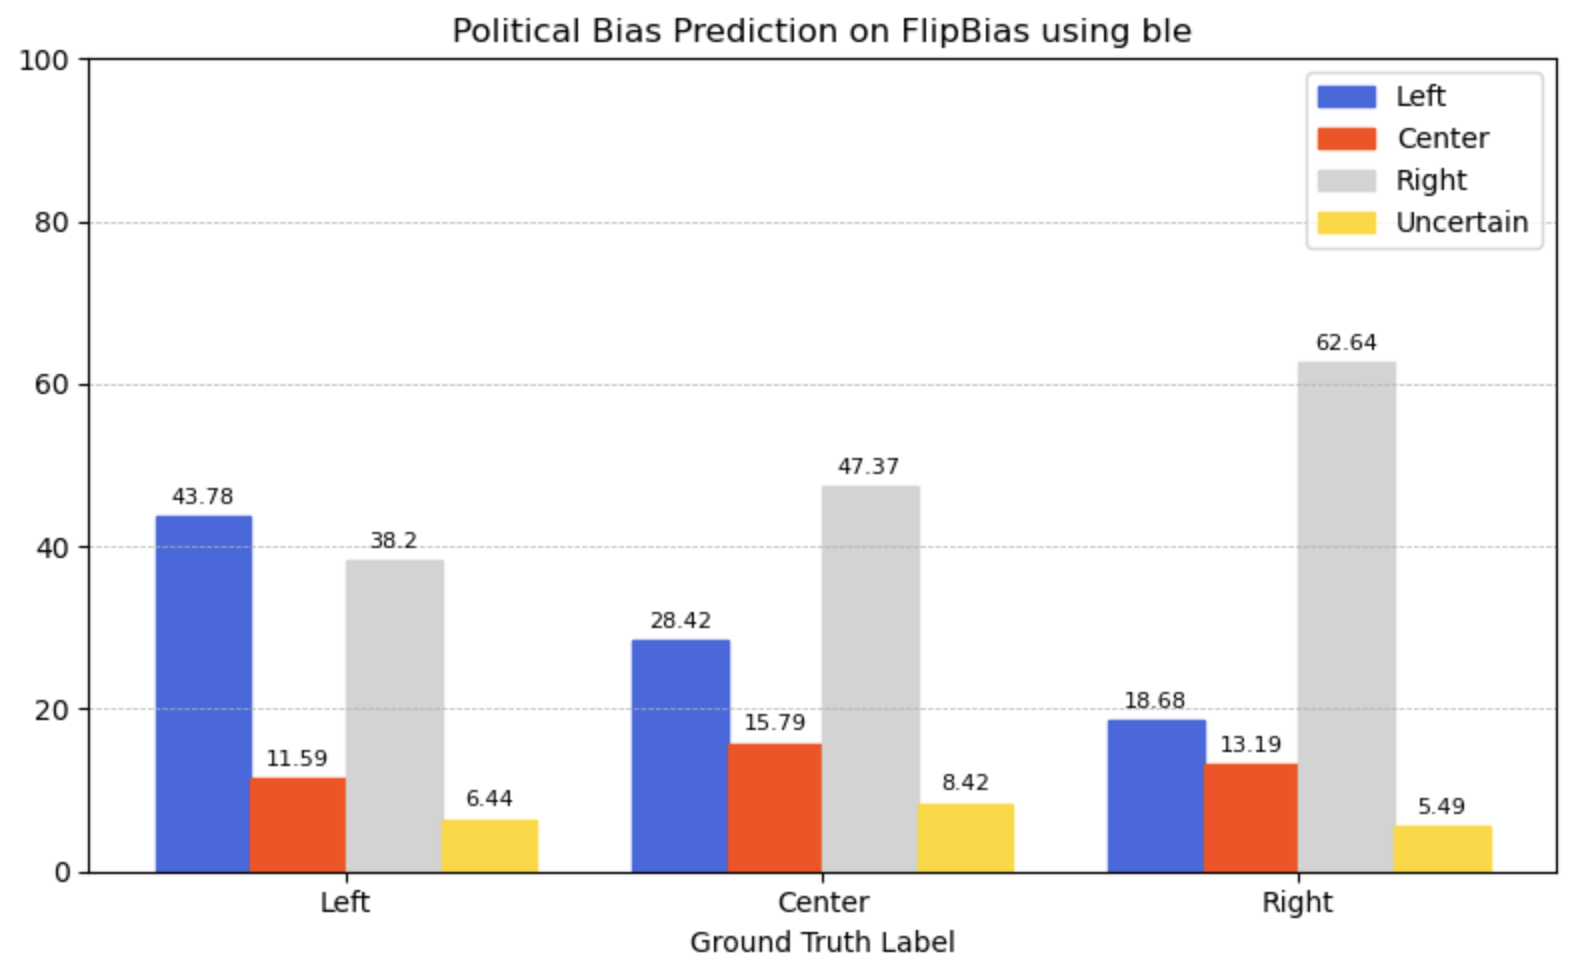 Political Bias Prediction on FlipBias using ble
100
80
60
40
20
0
Left
Center
Right
Uncertain
43.78
11.59
38.2
6.44
28.42
15.79
47.37
8.42
18.68
13.19
62.64
5.49
Left Center Right
Ground Truth Label